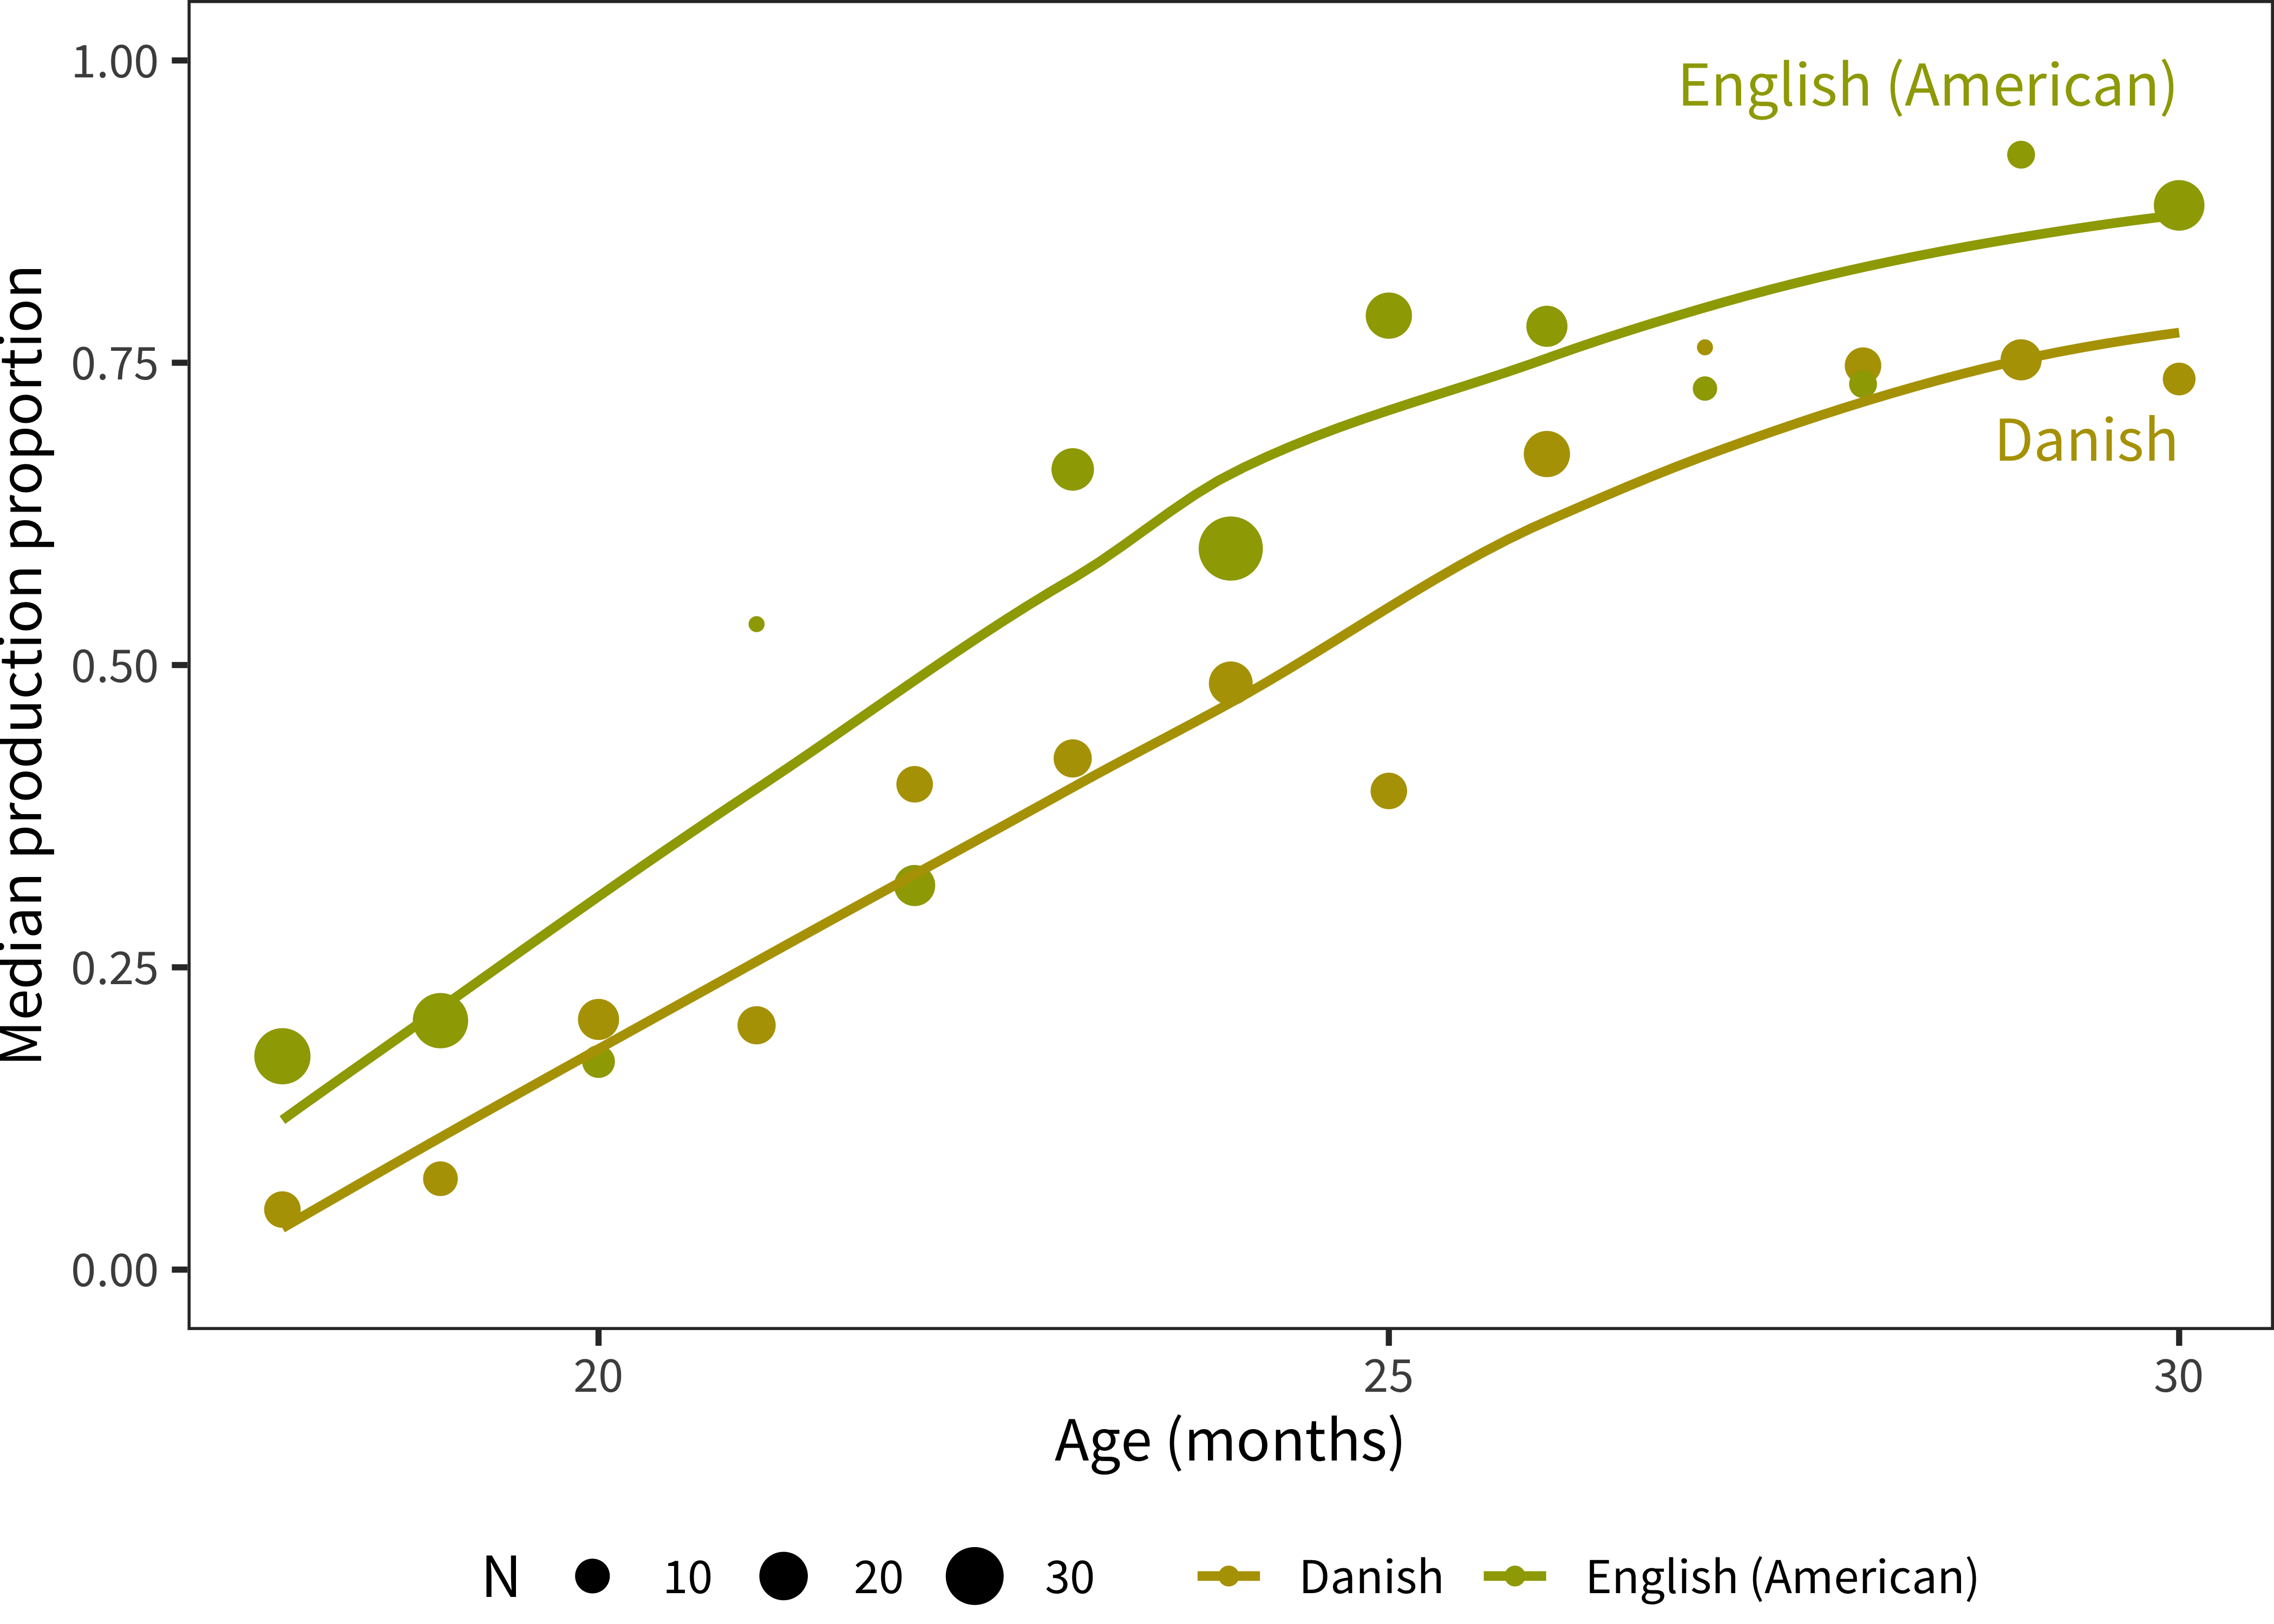 Median production proportion
1.00
0.75
0.50
0.25
0.00
English (American)
Danish
20 25 30
Age (months)
N 10 20 30 Danish English (American)